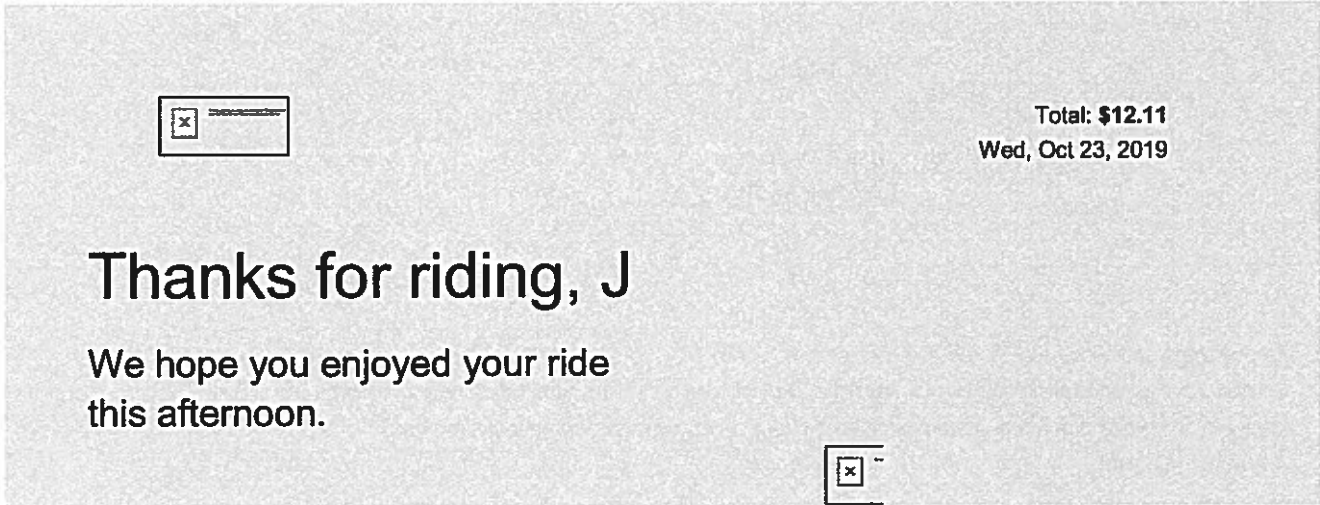 Total: $12.11
Wed, Oct 23, 2019
Thanks for riding, J
We hope you enjoyed your ride
this afternoon.